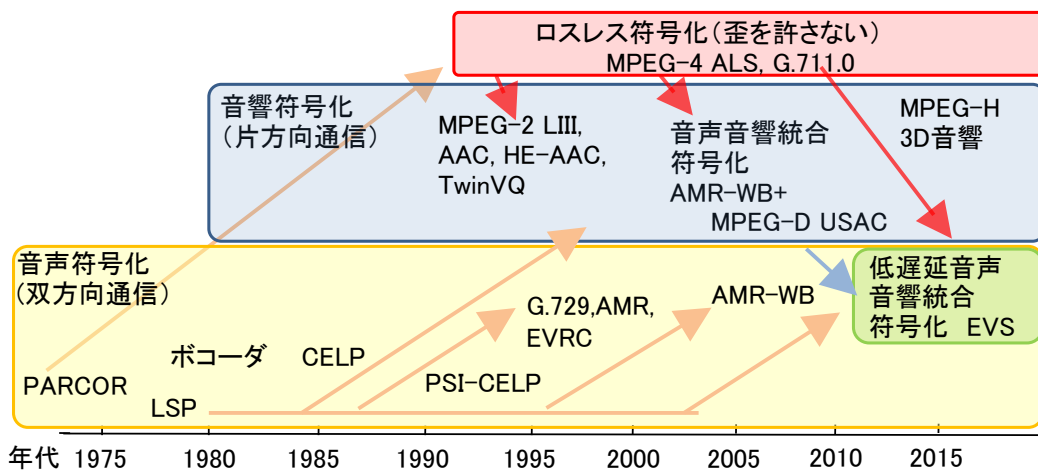 ロスレス符号化(歪を許さない)
MPEG-4 ALS, G.711.0
音響符号化
(片方向通信)
MPEG-2 LIII,
AAC, HE-AAC,
TwinVQ
音声音響統合
符号化
AMR-WB+
MPEG-D USAC
MPEG-H
3D音響
音声符号化
(双方向通信)
低遅延音声
音響統合
符号化 EVS
G.729,AMR,
EVRC
AMR-WB
ボコーダ
CELP
PARCOR
PSI-CELP
LSP
年代 1975 1980 1985 1990 1995 2000 2005 2010 2015